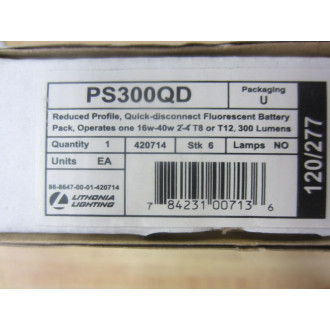 PS300QD
Packaging
U
Reduced Profile, Quick-disconnect Fluorescent Battery
Pack, Operates one 16w-40w 2'-4' T8 or T12, 300 Lumens
Quantity 1 420714 Stk 6 Lamps NO
Units EA
86-8647-00-01-420714
LITHONIA
LIGHTING
7 84231 00713 6
120/277